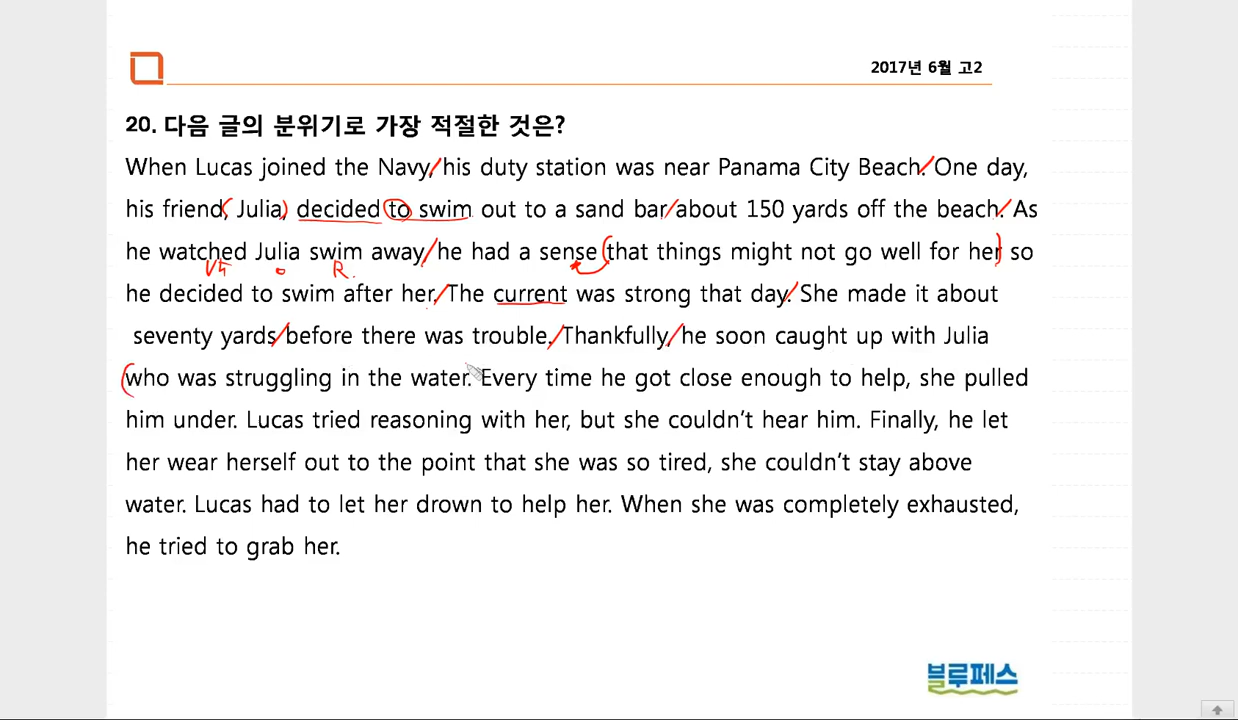 2017년 6월 고2
20. 다음 글의 분위기로 가장 적절한 것은?
When Lucas joined the Navy, his duty station was near Panama City Beach. One day,
his friend, Julia, decided to swim out to a sand bar about 150 yards off the beach. As
he watched Julia swim away, he had a sense that things might not go well for her so
V지 o R
he decided to swim after her. The current was strong that day. She made it about
seventy yards before there was trouble. Thankfully, he soon caught up with Julia
who was struggling in the water. Every time he got close enough to help, she pulled
him under. Lucas tried reasoning with her, but she couldn't hear him. Finally, he let
her wear herself out to the point that she was so tired, she couldn't stay above
water. Lucas had to let her drown to help her. When she was completely exhausted,
he tried to grab her.
블루페스